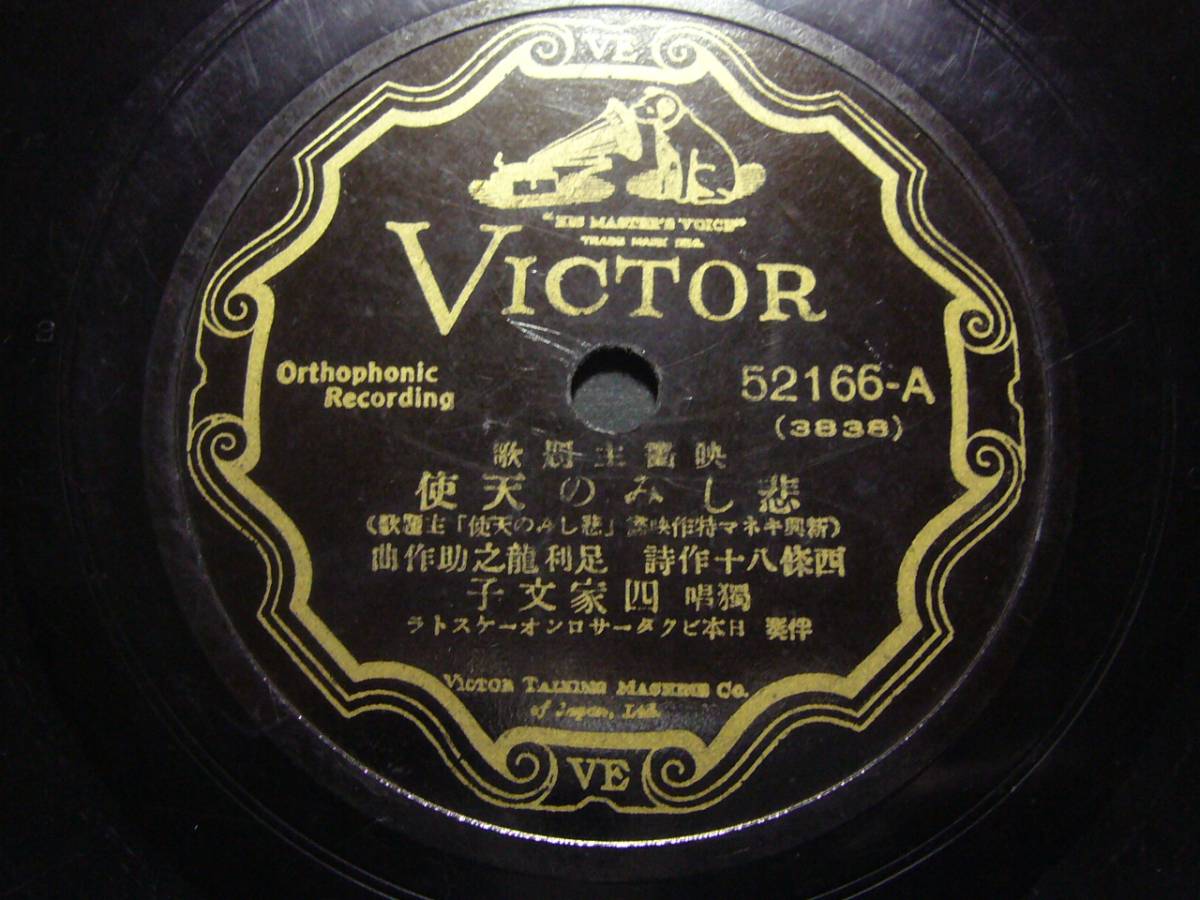 VE
"HIS MASTER'S VOICE"
TRADE MARK REG.
VICTOR
Orthophonic
Recording
52166-A
(3838)
映畫主題歌
悲しみの天使
(新興キネマ特作映畫「悲しみの天使」主題歌)
西條八十作詩 足利龍之助作曲
獨唱 四家文子
伴奏 日本ビクターサロンオーケストラ
VICTOR TALKING MACHINE CO.
of Japan, Ltd.
VE